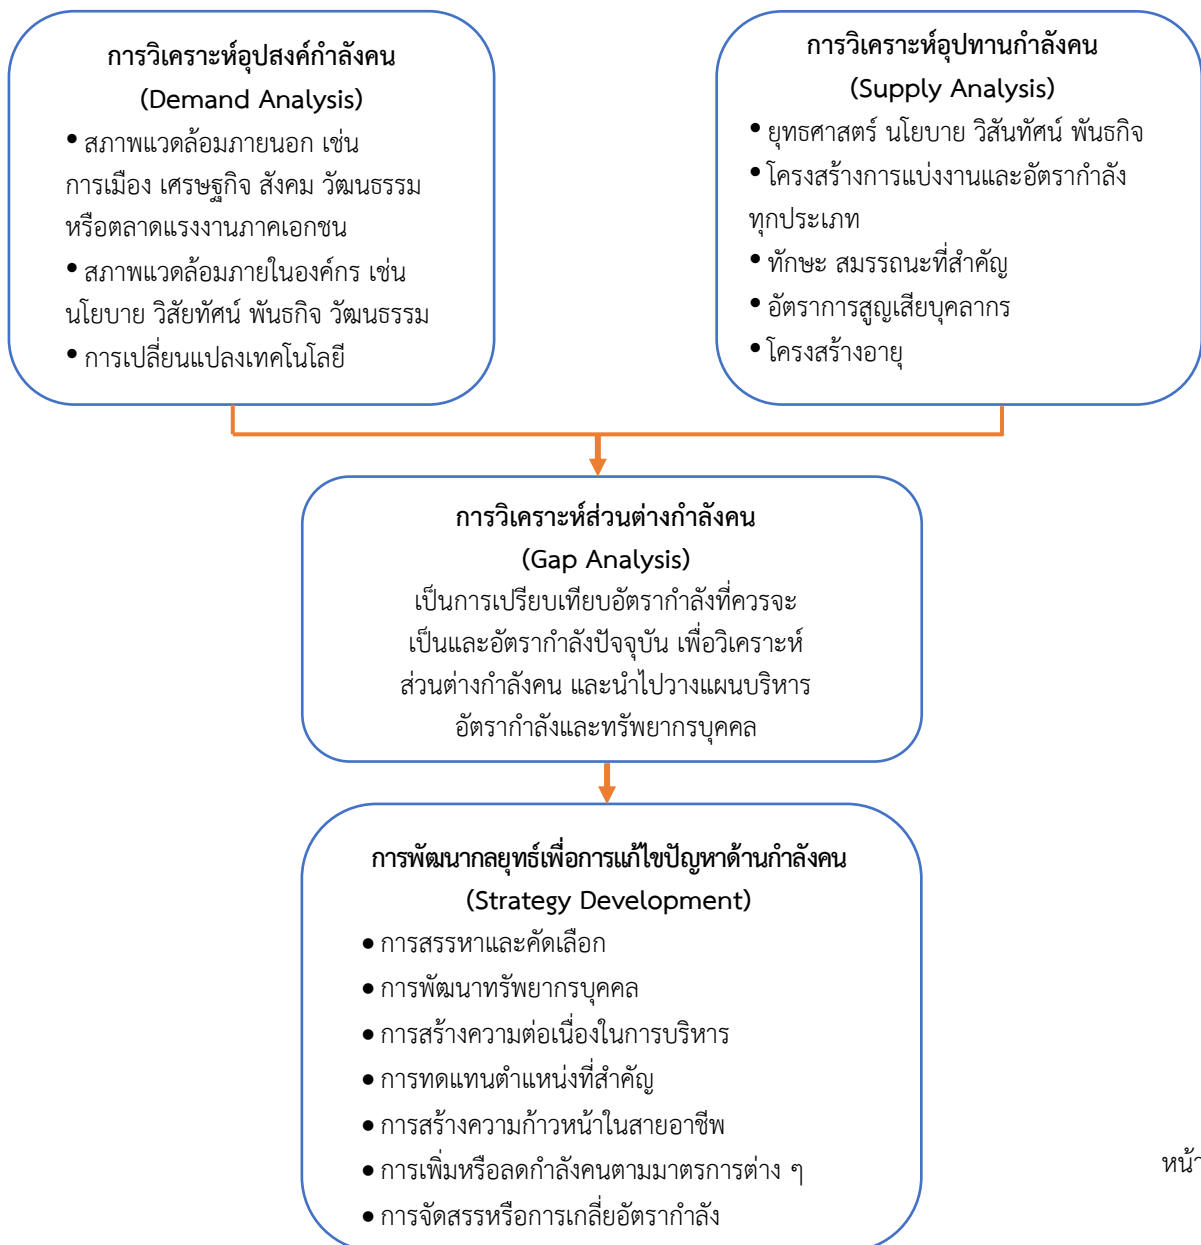 การวิเคราะห์อุปสงค์กำลังคน
(Demand Analysis)
• สภาพแวดล้อมภายนอก เช่น
การเมือง เศรษฐกิจ สังคม วัฒนธรรม
หรือตลาดแรงงานภาคเอกชน
• สภาพแวดล้อมภายในองค์กร เช่น
นโยบาย วิสัยทัศน์ พันธกิจ วัฒนธรรม
• การเปลี่ยนแปลงเทคโนโลยี
การวิเคราะห์อุปทานกำลังคน
(Supply Analysis)
• ยุทธศาสตร์ นโยบาย วิสันทัศน์ พันธกิจ
• โครงสร้างการแบ่งงานและอัตรากำลัง
ทุกประเภท
• ทักษะ สมรรถนะที่สำคัญ
• อัตราการสูญเสียบุคลากร
• โครงสร้างอายุ
การวิเคราะห์ส่วนต่างกำลังคน
(Gap Analysis)
เป็นการเปรียบเทียบอัตรากำลังที่ควรจะ
เป็นและอัตรากำลังปัจจุบัน เพื่อวิเคราะห์
ส่วนต่างกำลังคน และนำไปวางแผนบริหาร
อัตรากำลังและทรัพยากรบุคคล
การพัฒนากลยุทธ์เพื่อการแก้ไขปัญหาด้านกำลังคน
(Strategy Development)
• การสรรหาและคัดเลือก
• การพัฒนาทรัพยากรบุคคล
• การสร้างความต่อเนื่องในการบริหาร
• การทดแทนตำแหน่งที่สำคัญ
• การสร้างความก้าวหน้าในสายอาชีพ
• การเพิ่มหรือลดกำลังคนตามมาตรการต่าง ๆ
• การจัดสรรหรือการเกลี่ยอัตรากำลัง
หน้า